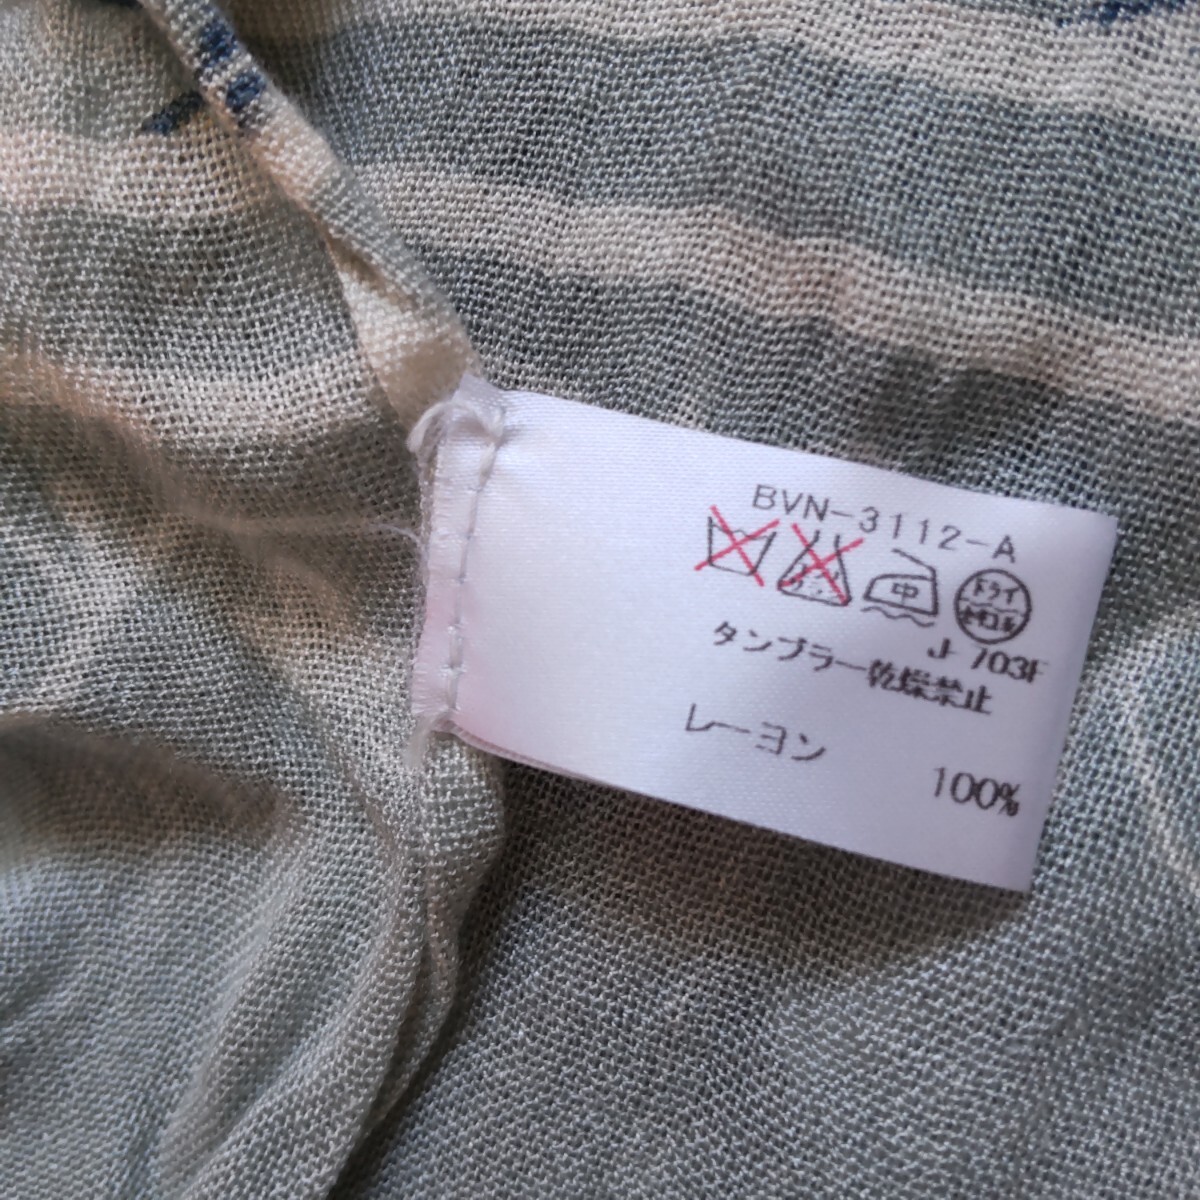 BVN-3112-A
中
ドライ
セキユ系
J 703F
タンブラー乾燥禁止
レーヨン 100%